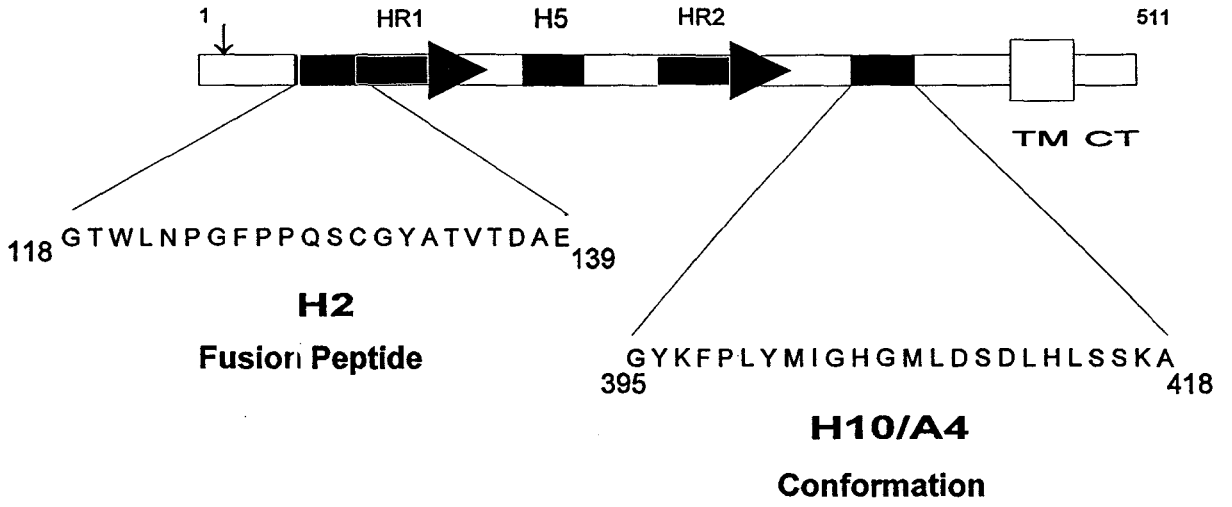 1 HR1 H5 HR2 511
TM CT
118 GTWLNPGFPPQSCGYATVTDAE 139
H2
Fusion Peptide
395 GYKFPLYMIGHGMLDSDLHLSSKA 418
H10/A4
Conformation